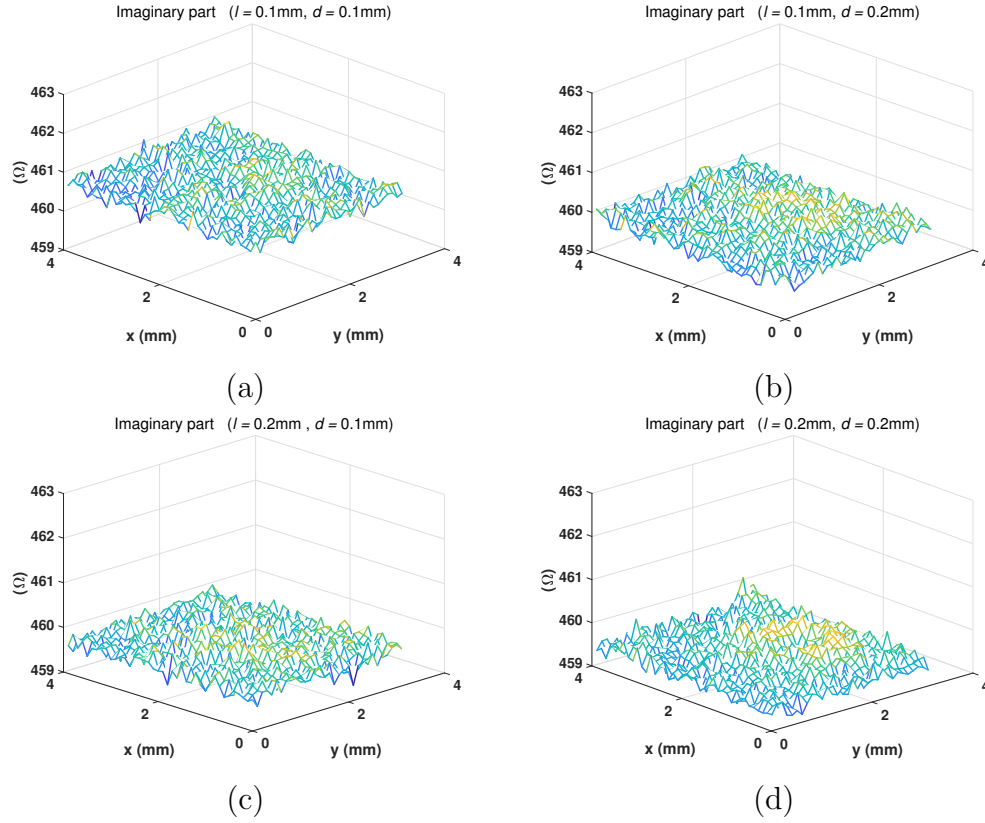 Imaginary part (l = 0.1mm, d = 0.1mm)
463
462
461
460
459
(Ω)
4
2
0
x (mm)
0
2
4
y (mm)
(a)
Imaginary part (l = 0.1mm, d = 0.2mm)
463
462
461
460
459
(Ω)
4
2
0
x (mm)
0
2
4
y (mm)
(b)
Imaginary part (l = 0.2mm , d = 0.1mm)
463
462
461
460
459
(Ω)
4
2
0
x (mm)
0
2
4
y (mm)
(c)
Imaginary part (l = 0.2mm, d = 0.2mm)
463
462
461
460
459
(Ω)
4
2
0
x (mm)
0
2
4
y (mm)
(d)